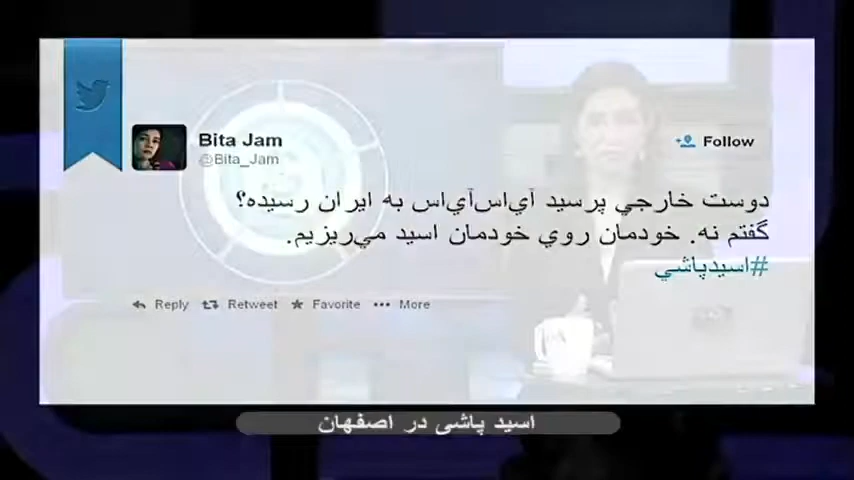 Bita Jam
@Bita_Jam
Follow
دوست خارجي پرسيد آي‌اس‌آي‌اس به ايران رسيده؟
گفتم نه. خودمان روي خودمان اسيد مي‌ريزيم.
#اسيدپاشي
Reply Retweet Favorite More
اسید پاشی در اصفهان